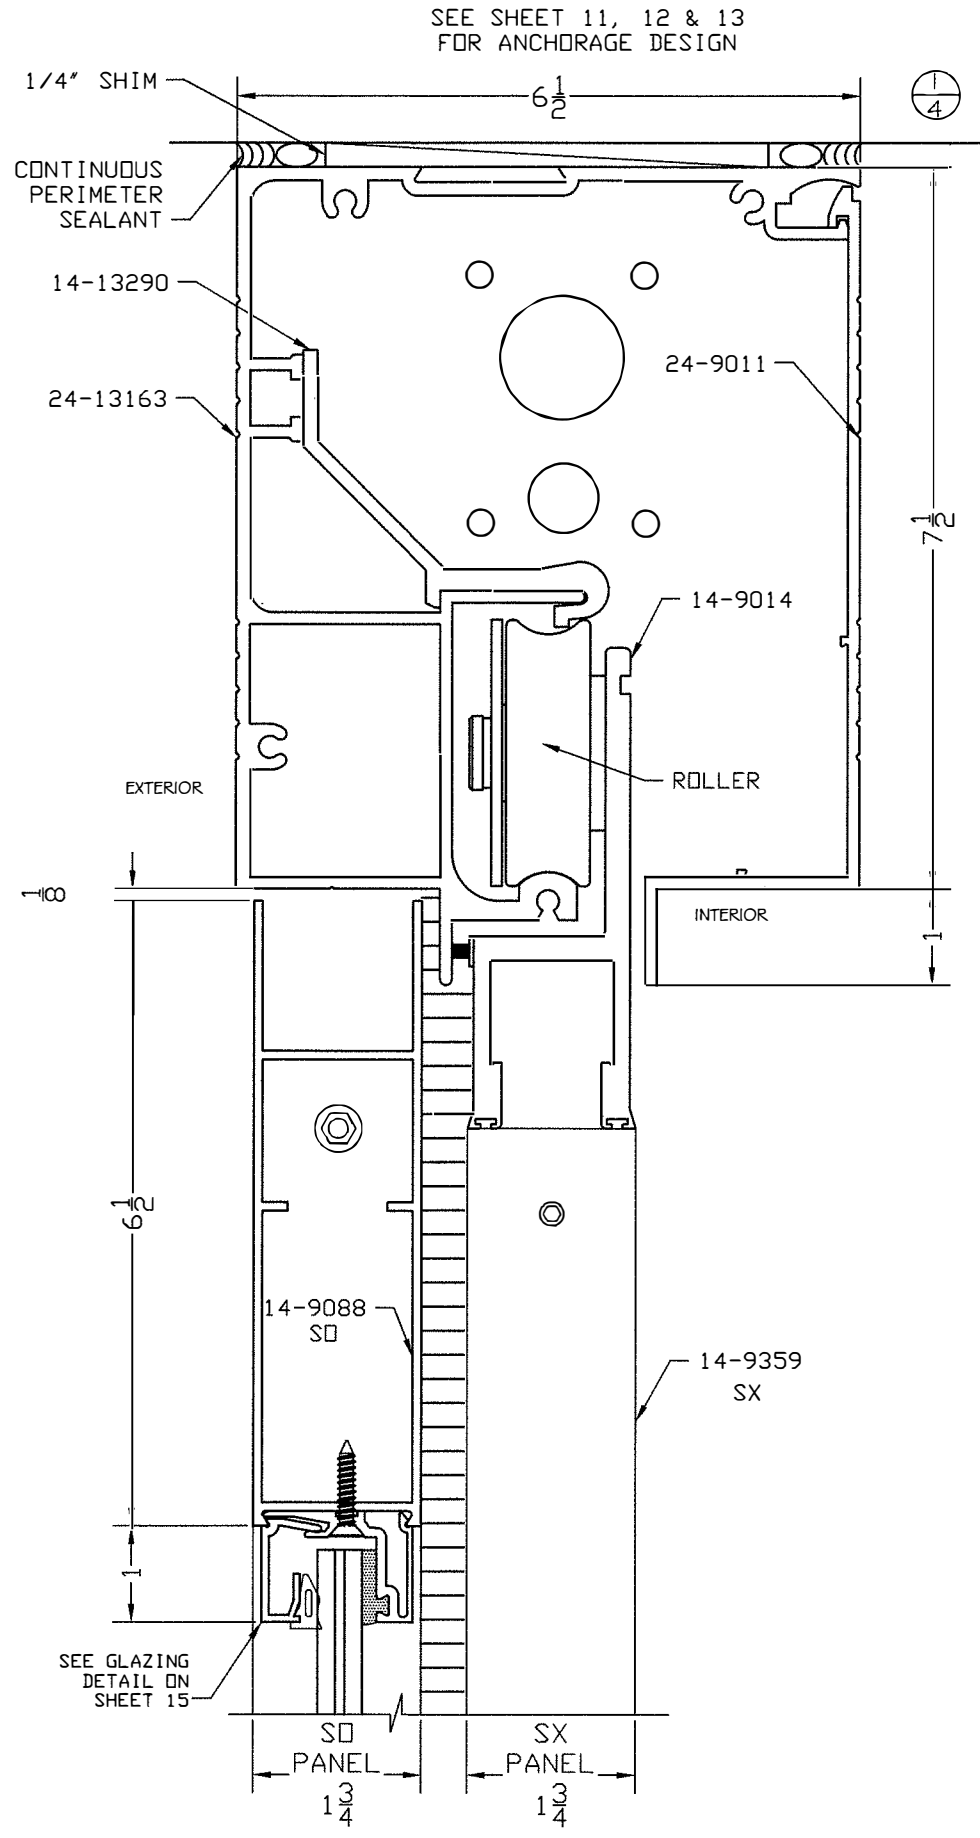 SEE SHEET 11, 12 & 13
FOR ANCHORAGE DESIGN
1/4" SHIM
6 1/2
1
4
CONTINUOUS
PERIMETER
SEALANT
14-13290
24-9011
24-13163
7 1/2
14-9014
ROLLER
EXTERIOR
1/8
INTERIOR
1
6 1/2
14-9088
SO
14-9359
SX
1
SEE GLAZING
DETAIL ON
SHEET 15
SO
PANEL
1 3/4
SX
PANEL
1 3/4